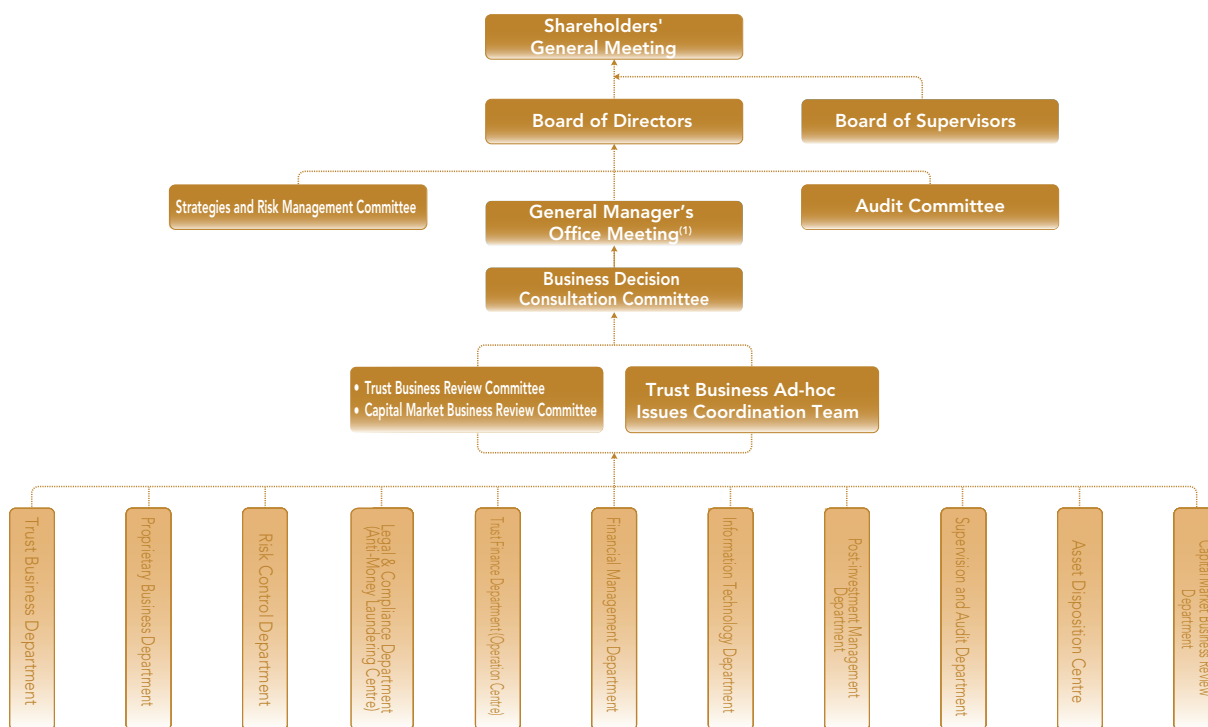 Shareholders'
General Meeting
Board of Directors
Board of Supervisors
Strategies and Risk Management Committee
General Manager's
Office Meeting(1)
Audit Committee
Business Decision
Consultation Committee
• Trust Business Review Committee
• Capital Market Business Review Committee
Trust Business Ad-hoc
Issues Coordination Team
Trust Business Department
Proprietary Business Department
Risk Control Department
Legal & Compliance Department
(Anti-Money Laundering Centre)
Trust Finance Department (Operation Centre)
Financial Management Department
Information Technology Department
Post-investment Management
Department
Supervision and Audit Department
Asset Disposition Centre
Capital Market Business Review
Department